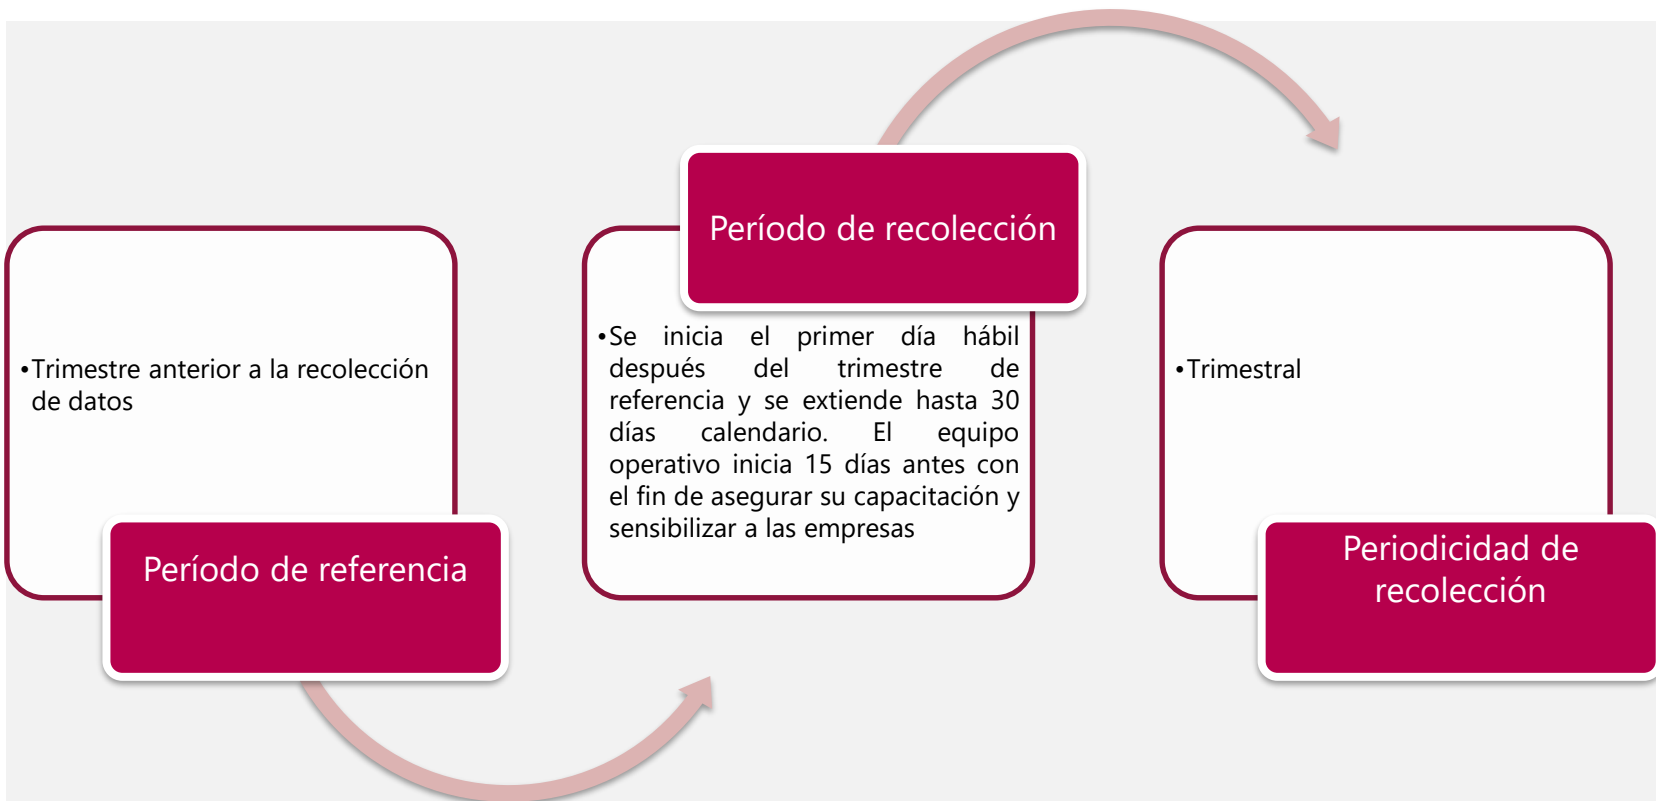 •Trimestre anterior a la recolección
de datos
Período de referencia
Período de recolección
•Se inicia el primer día hábil
después del trimestre de
referencia y se extiende hasta 30
días calendario. El equipo
operativo inicia 15 días antes con
el fin de asegurar su capacitación y
sensibilizar a las empresas
•Trimestral
Periodicidad de
recolección